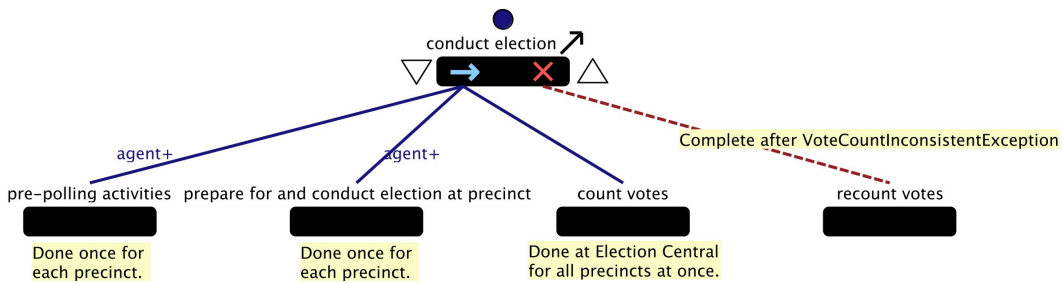 conduct election
agent+
agent+
Complete after VoteCountInconsistentException
pre-polling activities
prepare for and conduct election at precinct
count votes
recount votes
Done once for
each precinct.
Done once for
each precinct.
Done at Election Central
for all precincts at once.